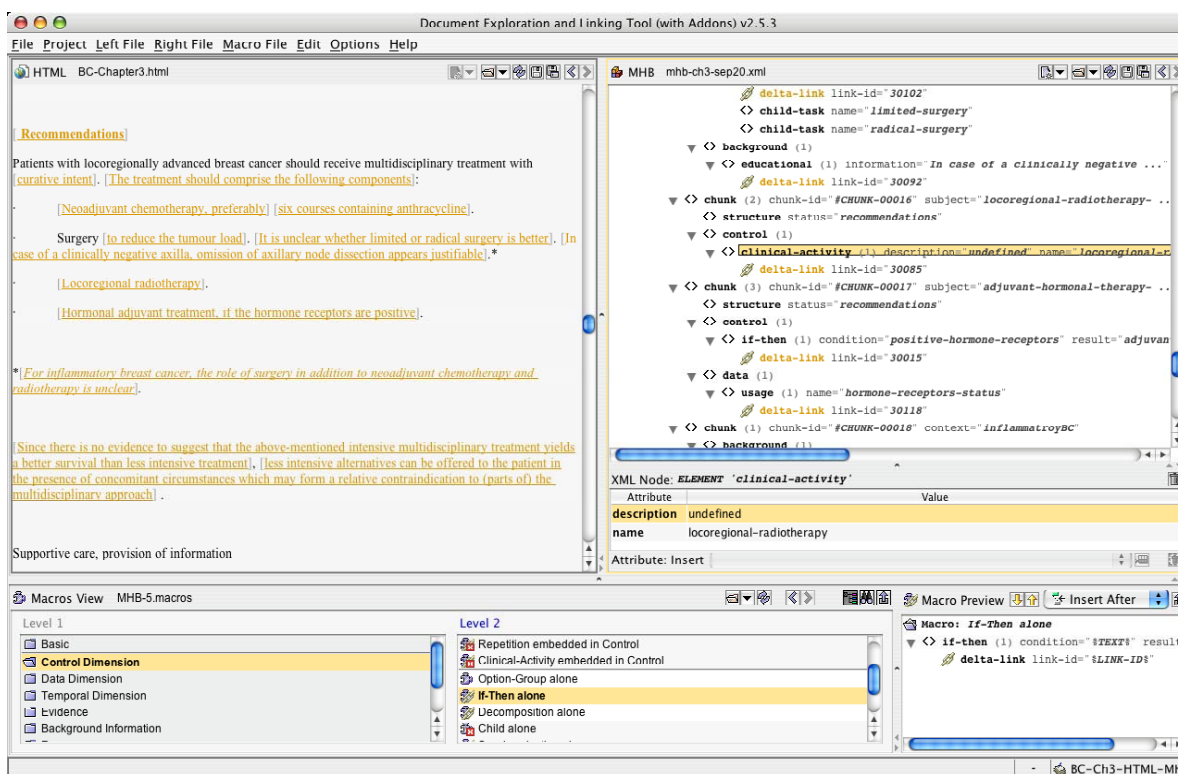 Document Exploration and Linking Tool (with Addons) v2.5.3
File Project Left File Right File Macro File Edit Options Help
HTML BC-Chapter3.html
[ Recommendations]
Patients with locoregionally advanced breast cancer should receive multidisciplinary treatment with
[curative intent]. [The treatment should comprise the following components]:
· [Neoadjuvant chemotherapy, preferably] [six courses containing anthracycline].
· Surgery [to reduce the tumour load]. [It is unclear whether limited or radical surgery is better]. [In
case of a clinically negative axilla, omission of axillary node dissection appears justifiable].*
· [Locoregional radiotherapy].
· [Hormonal adjuvant treatment, if the hormone receptors are positive].
*[For inflammatory breast cancer, the role of surgery in addition to neoadjuvant chemotherapy and
radiotherapy is unclear].
[Since there is no evidence to suggest that the above-mentioned intensive multidisciplinary treatment yields
a better survival than less intensive treatment], [less intensive alternatives can be offered to the patient in
the presence of concomitant circumstances which may form a relative contraindication to (parts of) the
multidisciplinary approach] .
Supportive care, provision of information
MHB mhb-ch3-sep20.xml
delta-link link-id="30102"
<> child-task name="limited-surgery"
<> child-task name="radical-surgery"
<> background (1)
<> educational (1) information="In case of a clinically negative ..."
delta-link link-id="30092"
<> chunk (2) chunk-id="#CHUNK-00016" subject="locoregional-radiotherapy- ..
<> structure status="recommendations"
<> control (1)
<> clinical-activity (1) description="undefined" name="locoregional-r
delta-link link-id="30085"
<> chunk (3) chunk-id="#CHUNK-00017" subject="adjuvant-hormonal-therapy- ..
<> structure status="recommendations"
<> control (1)
<> if-then (1) condition="positive-hormone-receptors" result="adjuvan
delta-link link-id="30015"
<> data (1)
<> usage (1) name="hormone-receptors-status"
delta-link link-id="30118"
<> chunk (1) chunk-id="#CHUNK-00018" context="inflammatroyBC"
<> background (1)
XML Node: ELEMENT 'clinical-activity'
Attribute Value
description undefined
name locoregional-radiotherapy
Attribute: Insert
Macros View MHB-5.macros
Level 1
Basic
Control Dimension
Data Dimension
Temporal Dimension
Evidence
Background Information
Level 2
Repetition embedded in Control
Clinical-Activity embedded in Control
Option-Group alone
If-Then alone
Decomposition alone
Child alone
Macro Preview Insert After
Macro: If-Then alone
<> if-then (1) condition="$TEXT$" result
delta-link link-id="$LINK-ID$"
- BC-Ch3-HTML-MH